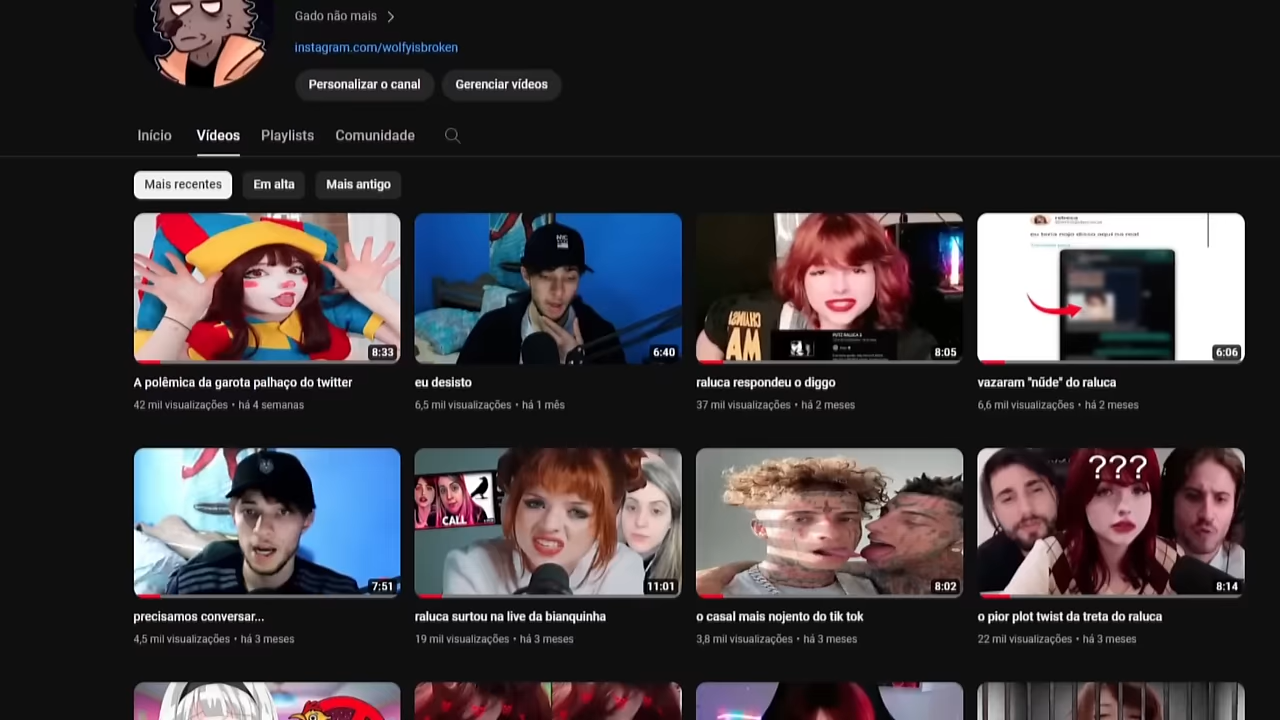 Gado não mais
instagram.com/wolfyisbroken
Personalizar o canal
Gerenciar vídeos
Início
Vídeos
Playlists
Comunidade
Mais recentes
Em alta
Mais antigo
8:33
6:40
8:05
6:06
A polêmica da garota palhaço do twitter
eu desisto
raluca respondeu o diggo
vazaram "nűde" do raluca
42 mil visualizações • há 4 semanas
6,5 mil visualizações • há 1 mês
37 mil visualizações • há 2 meses
6,6 mil visualizações • há 2 meses
CALL
???
7:51
11:01
8:02
8:14
precisamos conversar...
raluca surtou na live da bianquinha
o casal mais nojento do tik tok
o pior plot twist da treta do raluca
4,5 mil visualizações • há 3 meses
19 mil visualizações • há 3 meses
3,8 mil visualizações • há 3 meses
22 mil visualizações • há 3 meses